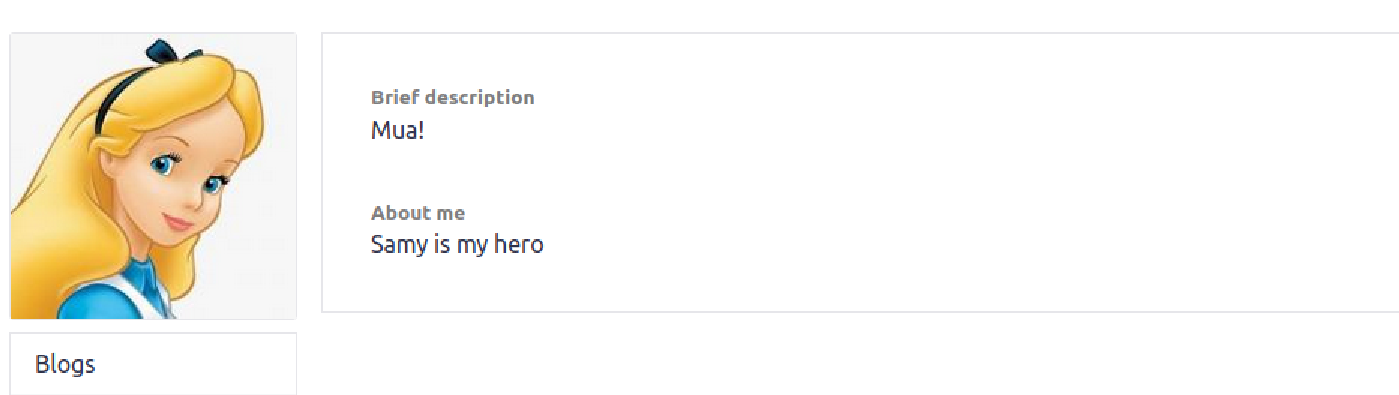 Brief description
Mua!
About me
Samy is my hero
Blogs